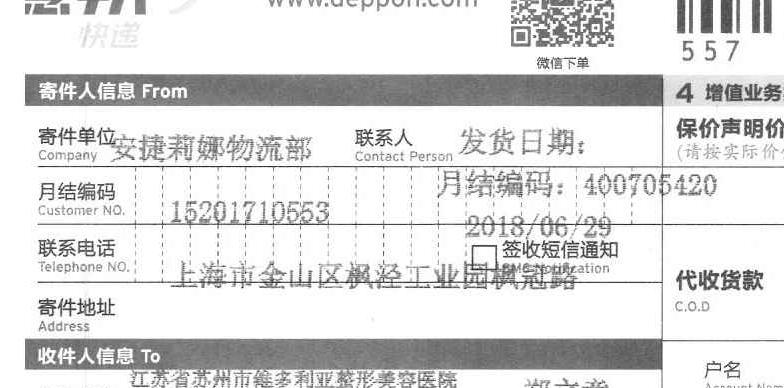 快递
www.deppon.com
微信下单
557
寄件人信息 From
4 增值业务
寄件单位
Company
安捷莉娜物流部
联系人
Contact Person
发货日期:
保价声明价
(请按实际价
月结编码
Customer NO.
月结编码: 400705420
15201710553
2018/06/29
联系电话
Telephone NO.
签收短信通知
SMS Notification
上海市金山区枫泾工业园枫冠路
代收货款
C.O.D
寄件地址
Address
收件人信息 To
户名
Account Name
江苏省苏州市维多利亚整形美容医院